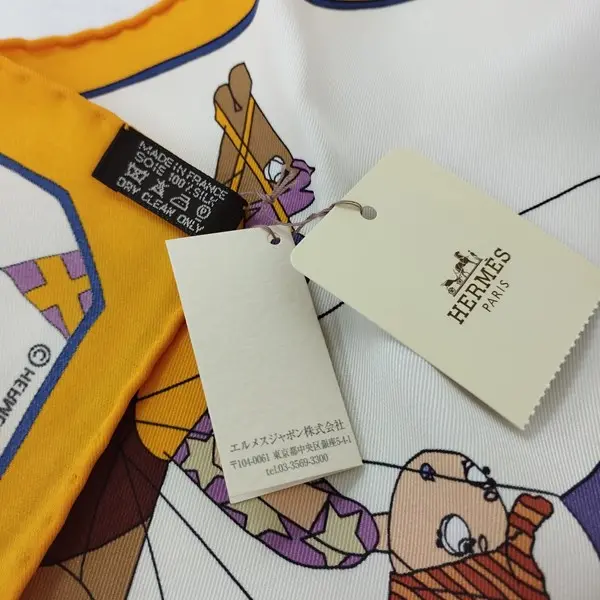 MADE IN FRANCE
SOIE 100% SILK
DRY CLEAN ONLY
HERMÈS
PARIS
エルメスジャポン株式会社
〒104-0061 東京都中央区銀座5-4-1
tel.03-3569-3300
© HERM